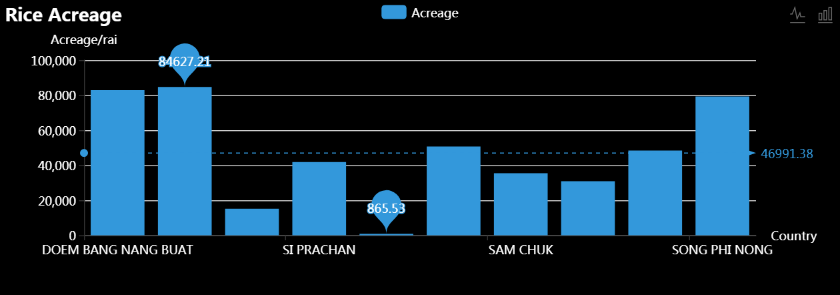 Rice Acreage
Acreage
Acreage/rai
100,000
80,000
60,000
40,000
20,000
0
84627.21
865.53
46991.38
Country
DOEM BANG NANG BUAT
SI PRACHAN
SAM CHUK
SONG PHI NONG